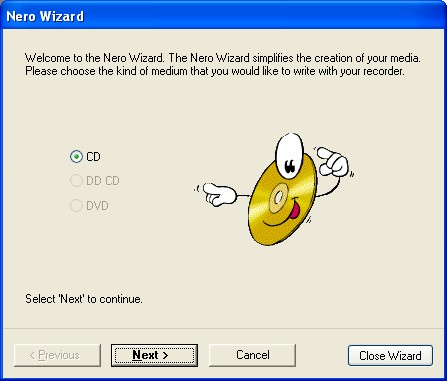 Nero Wizard
Welcome to the Nero Wizard. The Nero Wizard simplifies the creation of your media.
Please choose the kind of medium that you would like to write with your recorder.
CD
DD CD
DVD
Select 'Next' to continue.
< Previous Next > Cancel Close Wizard